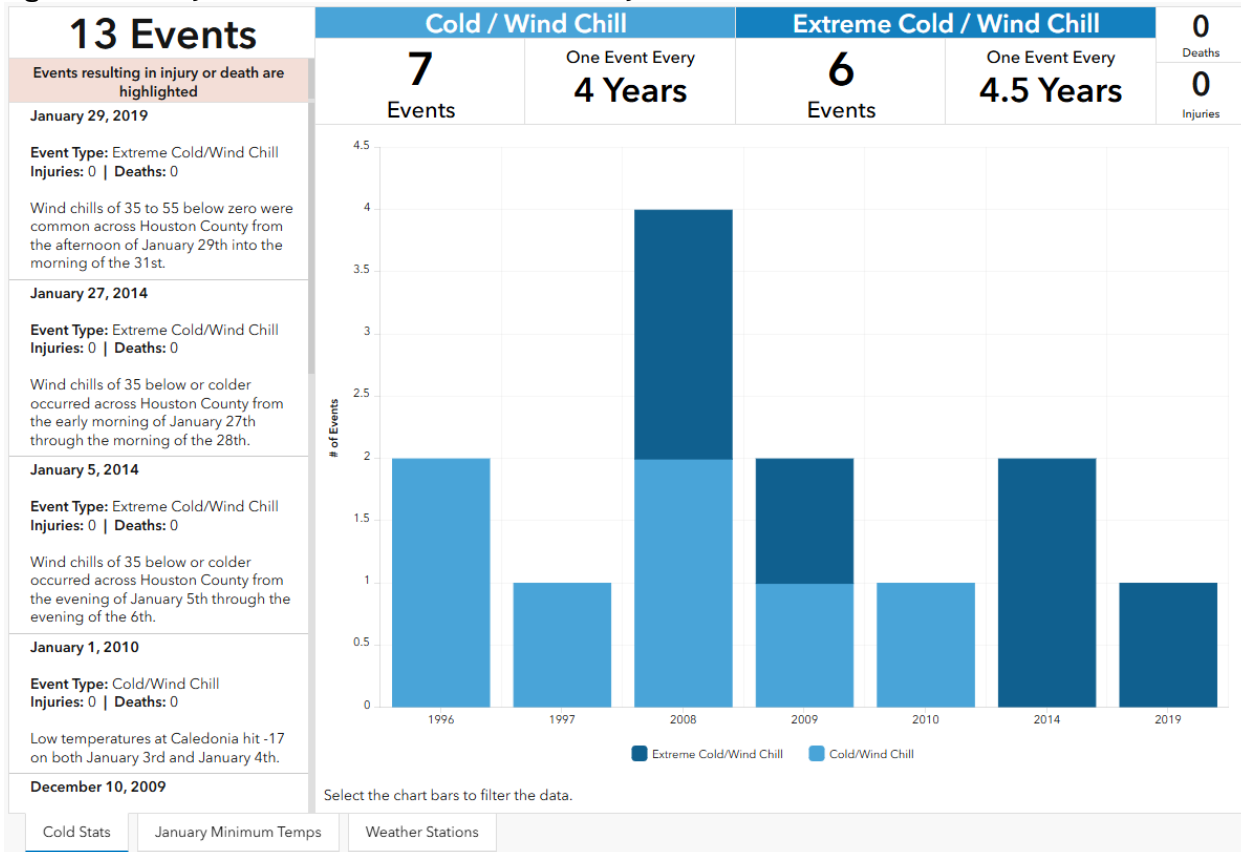 13 Events
Events resulting in injury or death are
highlighted
January 29, 2019
Event Type: Extreme Cold/Wind Chill
Injuries: 0 | Deaths: 0
Wind chills of 35 to 55 below zero were
common across Houston County from
the afternoon of January 29th into the
morning of the 31st.
January 27, 2014
Event Type: Extreme Cold/Wind Chill
Injuries: 0 | Deaths: 0
Wind chills of 35 below or colder
occurred across Houston County from
the early morning of January 27th
through the morning of the 28th.
January 5, 2014
Event Type: Extreme Cold/Wind Chill
Injuries: 0 | Deaths: 0
Wind chills of 35 below or colder
occurred across Houston County from
the evening of January 5th through the
evening of the 6th.
January 1, 2010
Event Type: Cold/Wind Chill
Injuries: 0 | Deaths: 0
Low temperatures at Caledonia hit -17
on both January 3rd and January 4th.
December 10, 2009
Cold / Wind Chill
7
Events
One Event Every
4 Years
Extreme Cold / Wind Chill
6
Events
One Event Every
4.5 Years
0
Deaths
0
Injuries
# of Events
4.5
4
3.5
3
2.5
2
1.5
1
0.5
0
1996 1997 2008 2009 2010 2014 2019
Extreme Cold/Wind Chill Cold/Wind Chill
Select the chart bars to filter the data.
Cold Stats January Minimum Temps Weather Stations